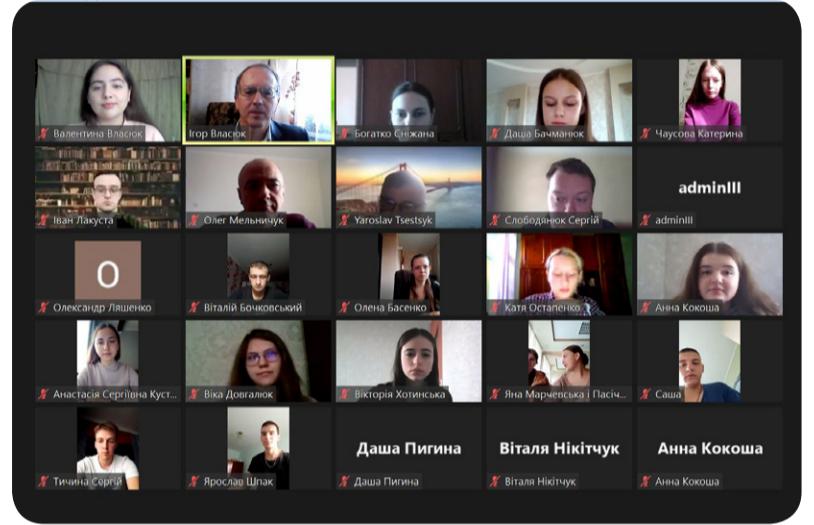 Валентина Власюк
Ігор Власюк
Богатко Сніжана
Даша Бачманюк
Чаусова Катерина
Іван Лакуста
Олег Мельничук
Yaroslav Tsestsyk
Слободянюк Сергій
adminIII
adminIII
O
Олександр Ляшенко
Віталій Бочковський
Олена Басенко
Катя Остапенко
Анна Кокоша
Анастасія Сергіївна Куст...
Віка Довгалюк
Вікторія Хотинська
Яна Марчевська і Пасіч...
Саша
Тичина Сергій
Ярослав Шпак
Даша Пигина
Даша Пигина
Віталя Нікітчук
Віталя Нікітчук
Анна Кокоша
Анна Кокоша